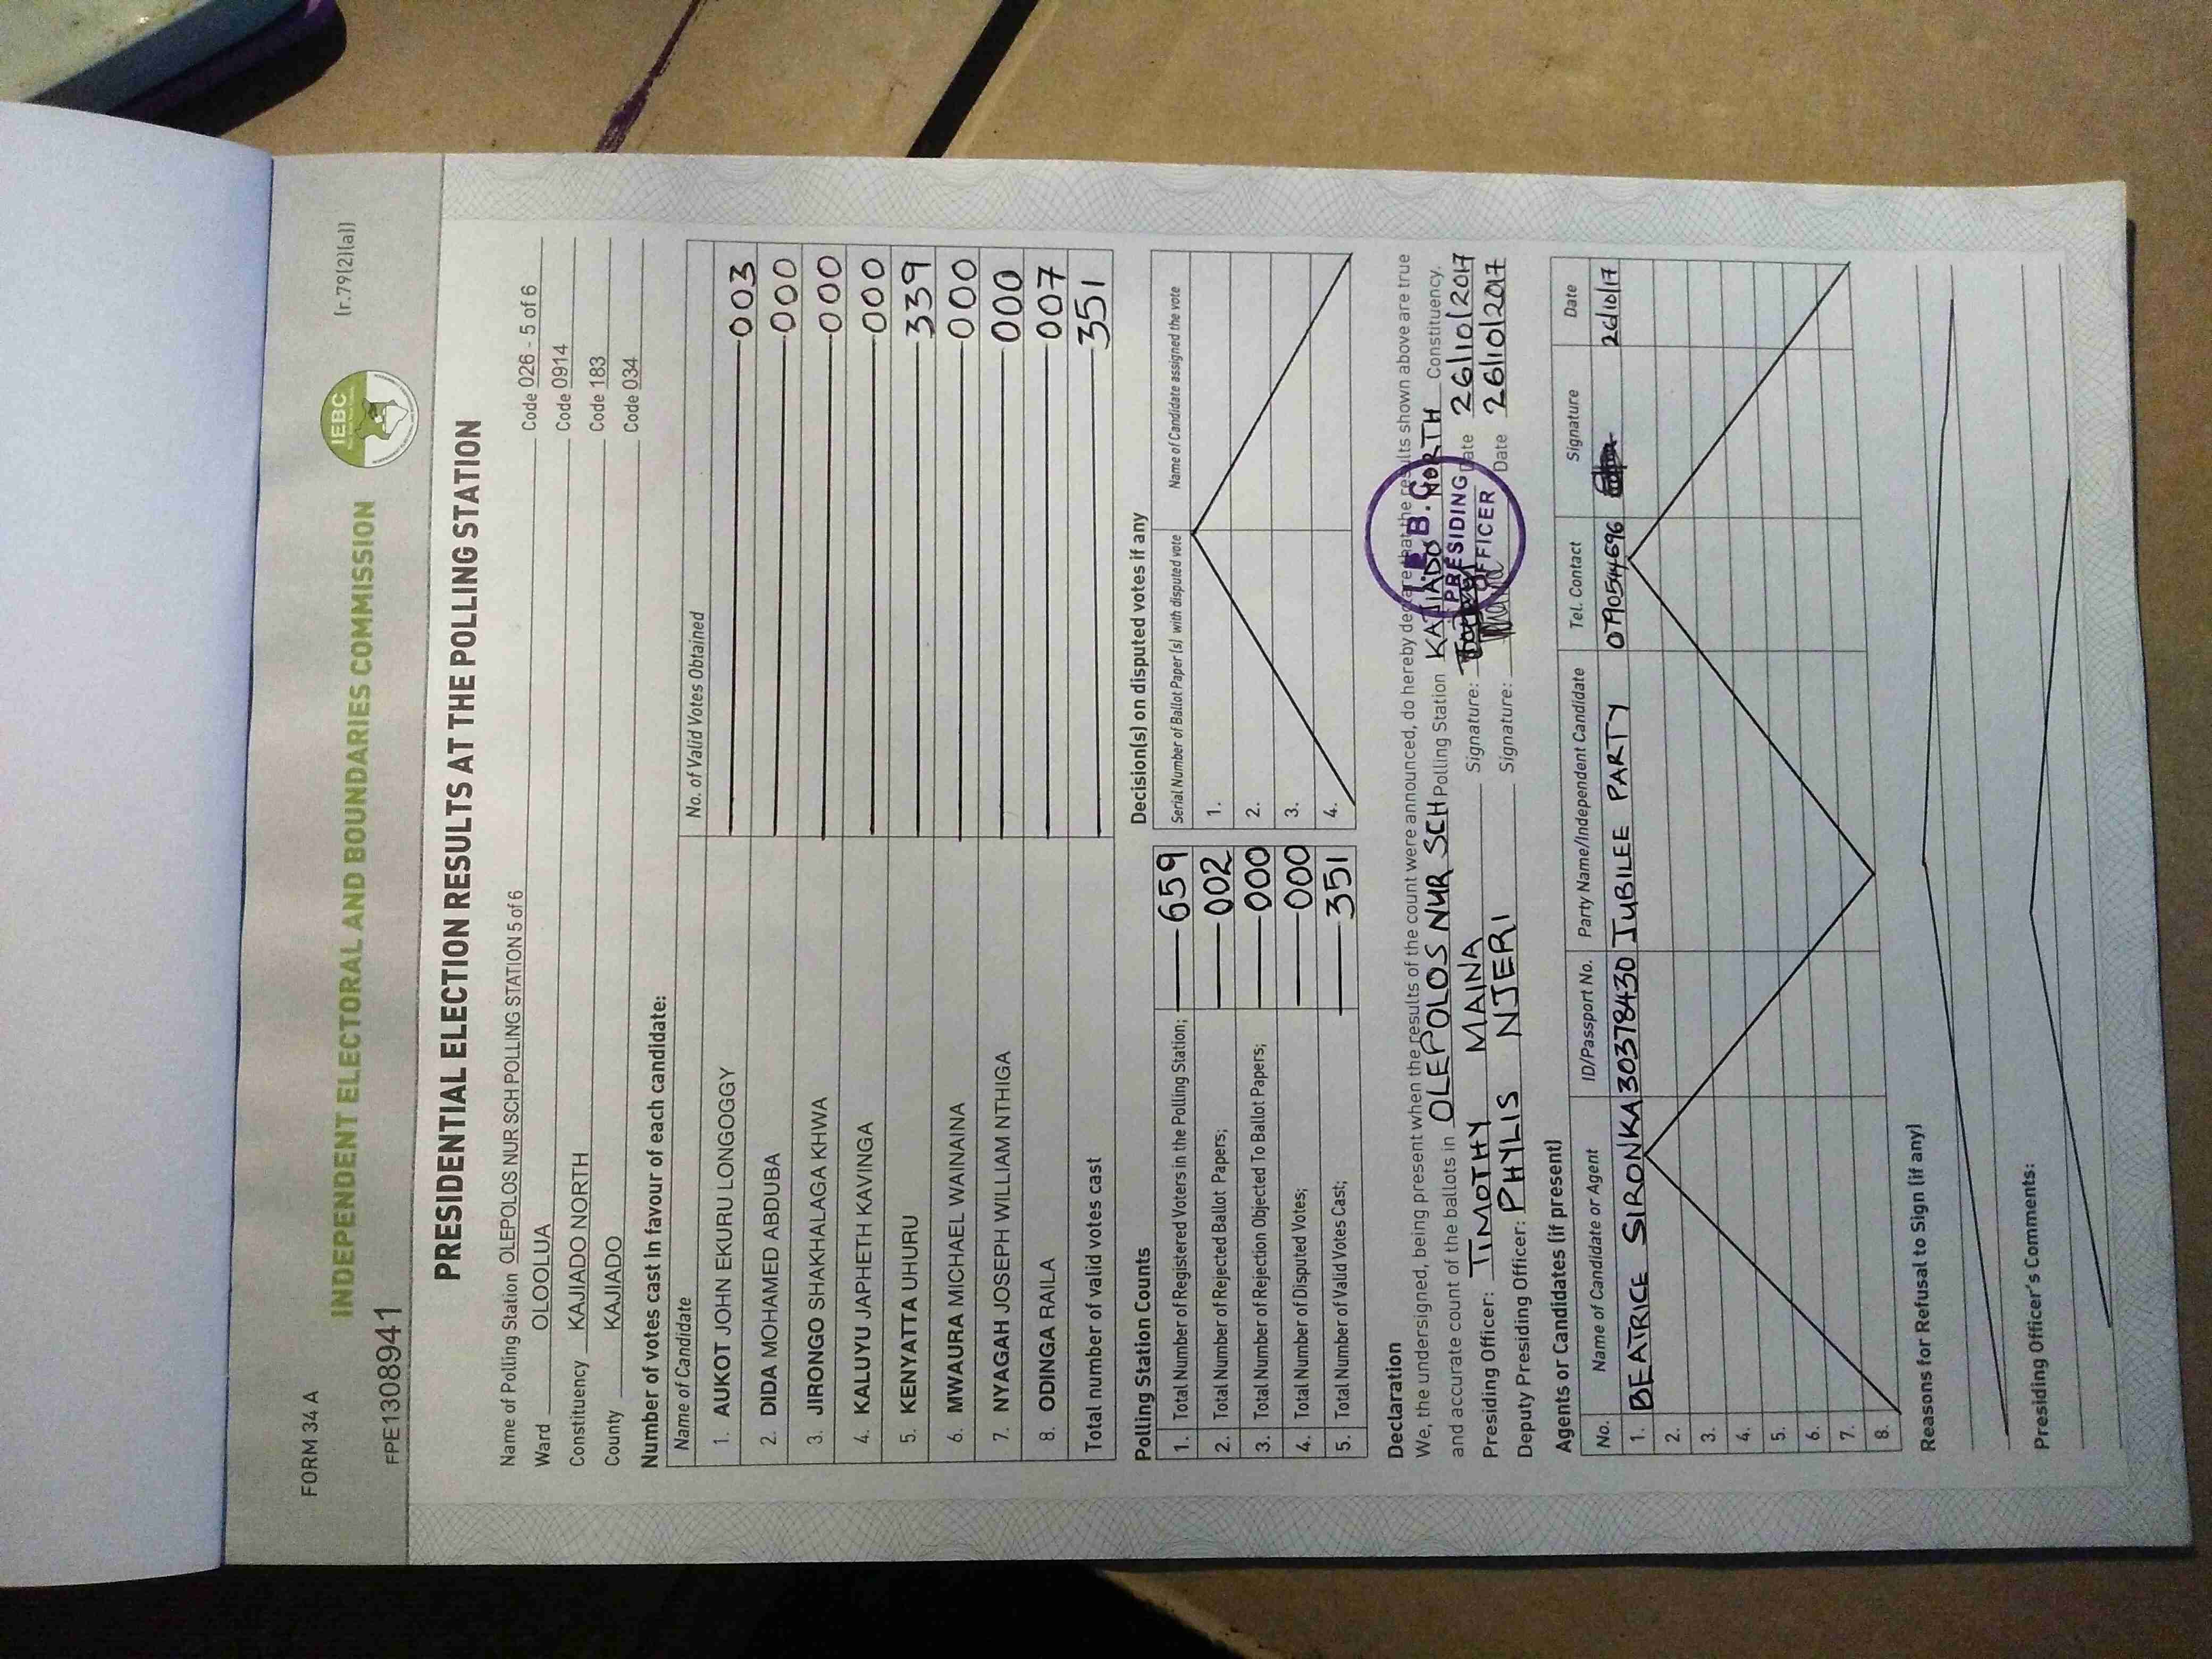 FORM 34 A
(r.79(2)(a))
IEBC
INDEPENDENT ELECTORAL AND BOUNDARIES COMMISSION
FPE1308941
PRESIDENTIAL ELECTION RESULTS AT THE POLLING STATION
Name of Polling Station OLEPOLOS NUR SCH POLLING STATION 5 of 6 Code 026 - 5 of 6
Ward OLOOLUA Code 0914
Constituency KAJIADO NORTH Code 183
County KAJIADO Code 034
Number of votes cast in favour of each candidate:
Name of Candidate No. of Valid Votes Obtained
1. AUKOT JOHN EKURU LONGOGGY 003
2. DIDA MOHAMED ABDUBA 000
3. JIRONGO SHAKHALAGA KHWA 000
4. KALUYU JAPHETH KAVINGA 000
5. KENYATTA UHURU 339
6. MWAURA MICHAEL WAINAINA 000
7. NYAGAH JOSEPH WILLIAM NTHIGA 000
8. ODINGA RAILA 007
Total number of valid votes cast 351
Polling Station Counts
1. Total Number of Registered Voters in the Polling Station; 659
2. Total Number of Rejected Ballot Papers; 002
3. Total Number of Rejection Objected To Ballot Papers; 000
4. Total Number of Disputed Votes; 000
5. Total Number of Valid Votes Cast; 351
Decision(s) on disputed votes if any
Serial Number of Ballot Paper (s) with disputed vote Name of Candidate assigned the vote
1.
2.
3.
4.
Declaration
We, the undersigned, being present when the results of the count were announced, do hereby declare that the results shown above are true
and accurate count of the ballots in OLEPOLOS NUR SCH Polling Station KAJIADO NORTH Constituency.
Presiding Officer: TIMOTHY MAINA Signature: Date 26/10/2017
Deputy Presiding Officer: PHYLIS NJERI Signature: Date 26/10/2017
I.E.B.C.
PRESIDING
OFFICER
Agents or Candidates (if present)
No. Name of Candidate or Agent ID/Passport No. Party Name/Independent Candidate Tel. Contact Signature Date
1. BEATRICE SIRONKA 30378430 JUBILEE PARTY 0790544696 26/10/17
2.
3.
4.
5.
6.
7.
8.
Reasons for Refusal to Sign (if any)
Presiding Officer's Comments: